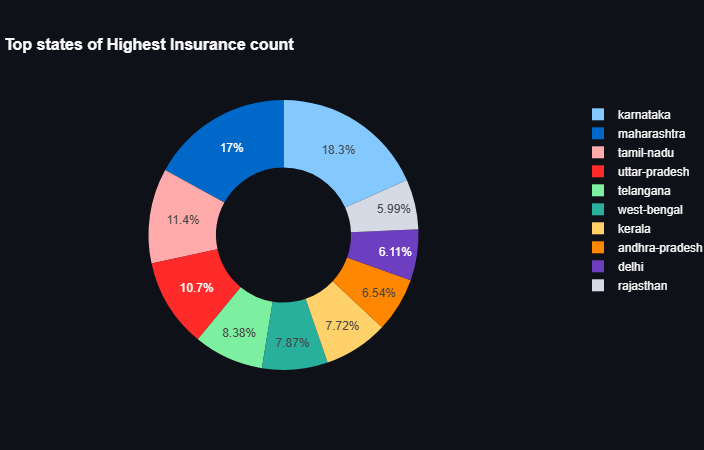 Top states of Highest Insurance count
18.3%
17%
11.4%
10.7%
8.38%
7.87%
7.72%
6.54%
6.11%
5.99%
karnataka
maharashtra
tamil-nadu
uttar-pradesh
telangana
west-bengal
kerala
andhra-pradesh
delhi
rajasthan